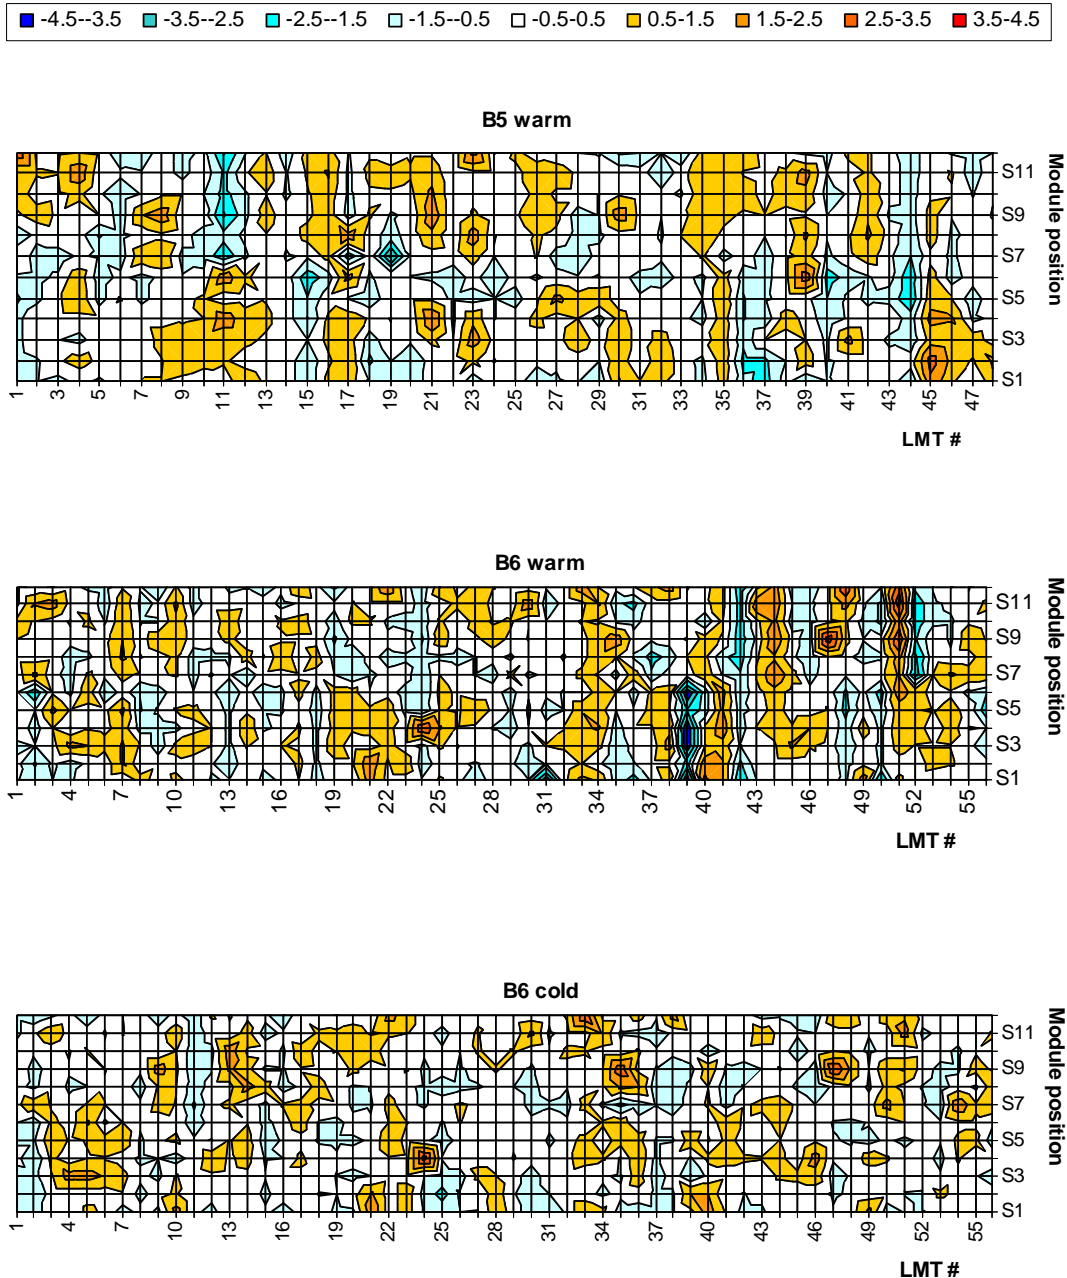 -4.5--3.5 -3.5--2.5 -2.5--1.5 -1.5--0.5 -0.5-0.5 0.5-1.5 1.5-2.5 2.5-3.5 3.5-4.5
B5 warm
S11
S9
S7
S5
S3
S1
Module position
1 3 5 7 9 11 13 15 17 19 21 23 25 27 29 31 33 35 37 39 41 43 45 47
LMT #
B6 warm
S11
S9
S7
S5
S3
S1
Module position
1 4 7 10 13 16 19 22 25 28 31 34 37 40 43 46 49 52 55
LMT #
B6 cold
S11
S9
S7
S5
S3
S1
Module position
1 4 7 10 13 16 19 22 25 28 31 34 37 40 43 46 49 52 55
LMT #